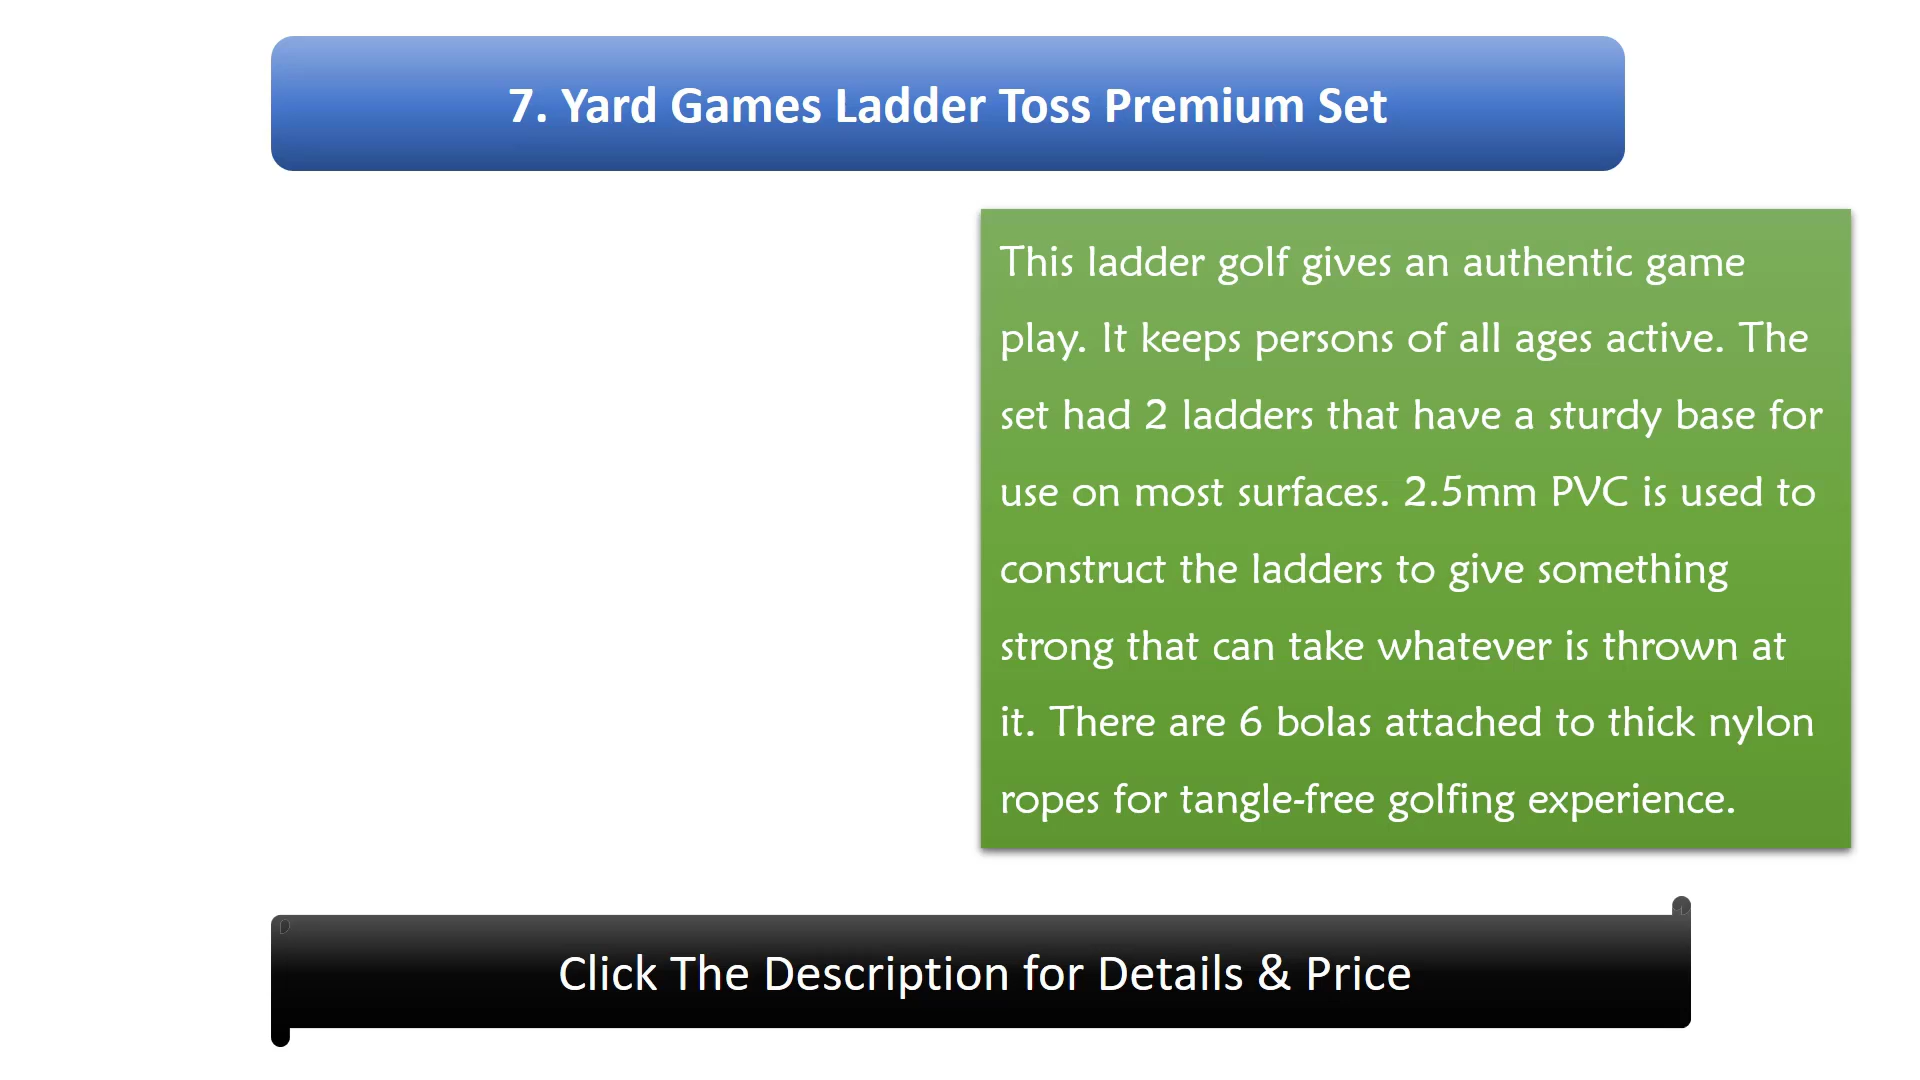 7. Yard Games Ladder Toss Premium Set
This ladder golf gives an authentic game
play. It keeps persons of all ages active. The
set had 2 ladders that have a sturdy base for
use on most surfaces. 2.5mm PVC is used to
construct the ladders to give something
strong that can take whatever is thrown at
it. There are 6 bolas attached to thick nylon
ropes for tangle-free golfing experience.
Click The Description for Details & Price